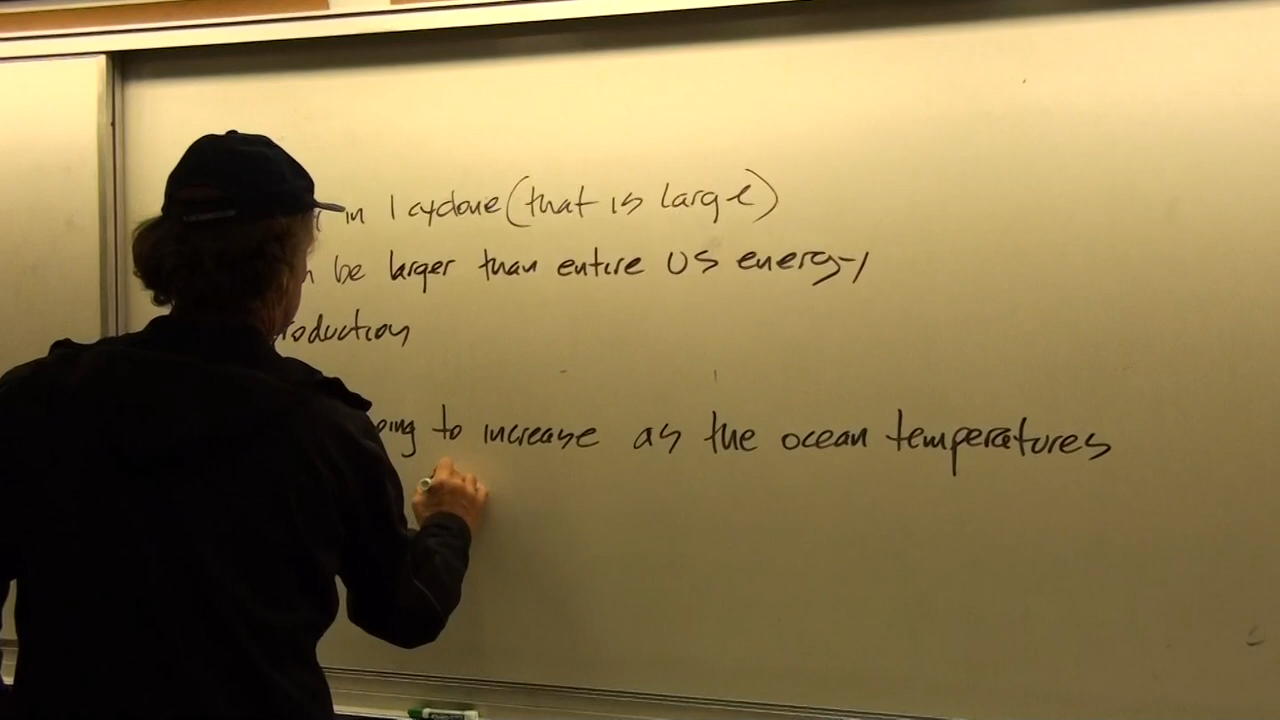 in 1 cyclone (that is large)
be larger than entire US energy
roduction
oing to increase as the ocean temperatures